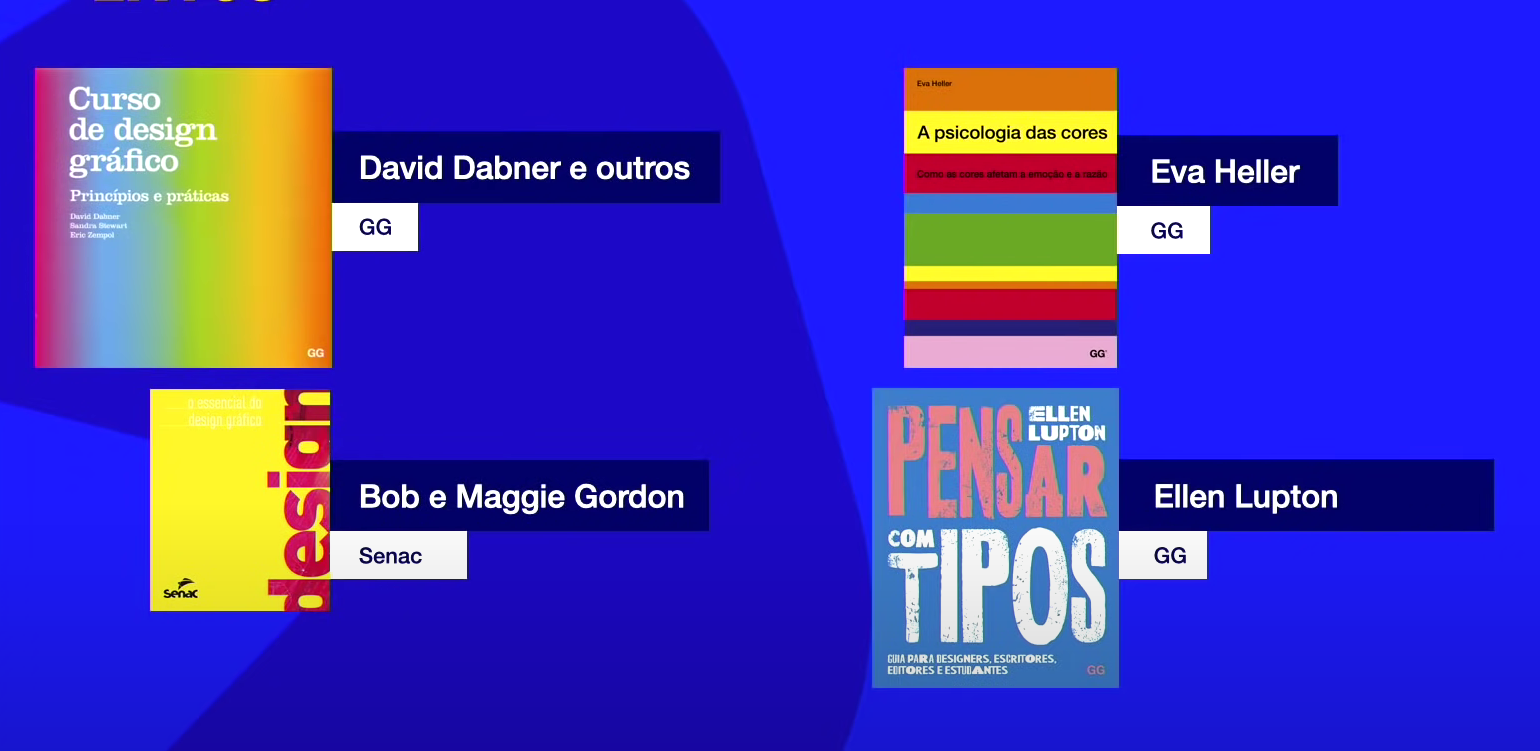 Curso
de design
gráfico
Princípios e práticas
David Dabner
Sandra Stewart
Eric Zempol
GG
David Dabner e outros
GG
Eva Heller
A psicologia das cores
Como as cores afetam a emoção e a razão
GG
Eva Heller
GG
o essencial do
design gráfico
design
senac
Bob e Maggie Gordon
Senac
PENSAR
ELLEN
LUPTON
COM
TIPOS
GUIA PARA DESIGNERS, ESCRITORES,
EDITORES E ESTUDANTES
GG
Ellen Lupton
GG